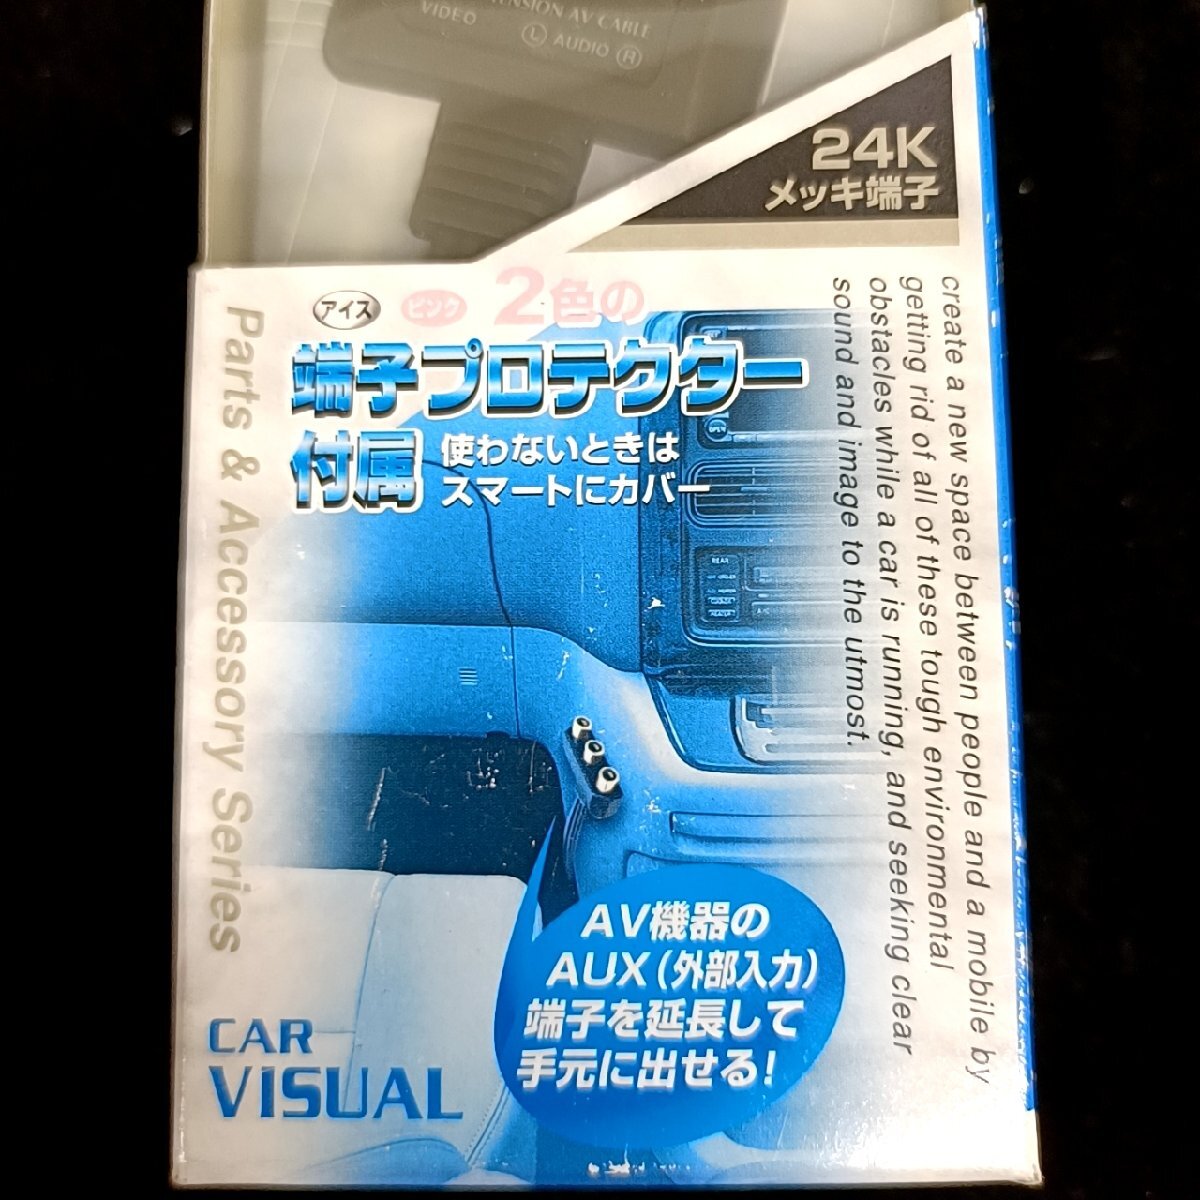 AV CABLE
VIDEO
L AUDIO R
24K
メッキ端子
アイス ピンク 2色の
端子プロテクター
付属
使わないときは
スマートにカバー
Parts & Accessory Series
create a new space between people and a mobile by
getting rid of all of these tough environmental
obstacles while a car is running, and seeking clear
sound and image to the utmost.
OPEN
REAR
AV機器の
AUX（外部入力）
端子を延長して
手元に出せる!
CAR
ViSUAL